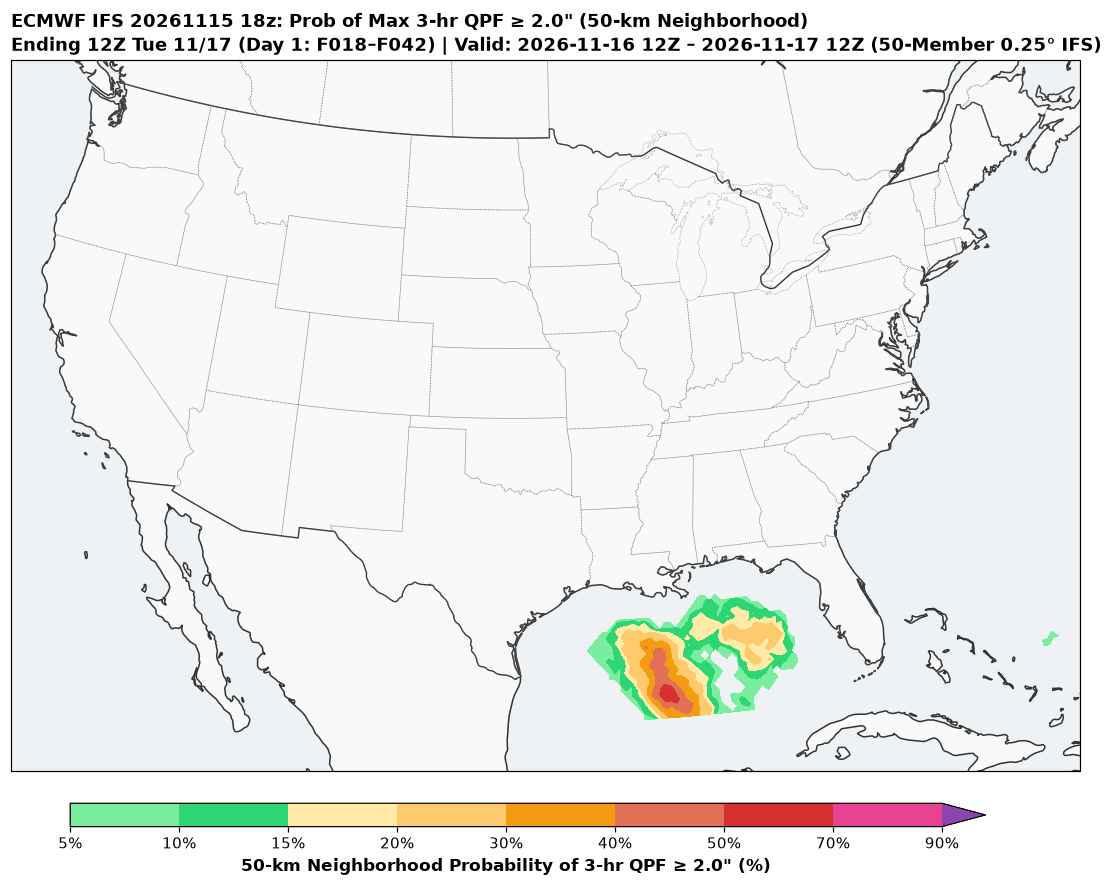 ECMWF IFS 20261115 18z: Prob of Max 3-hr QPF ≥ 2.0" (50-km Neighborhood)
Ending 12Z Tue 11/17 (Day 1: F018–F042) | Valid: 2026-11-16 12Z – 2026-11-17 12Z (50-Member 0.25° IFS)
5% 10% 15% 20% 30% 40% 50% 70% 90%
50-km Neighborhood Probability of 3-hr QPF ≥ 2.0" (%)